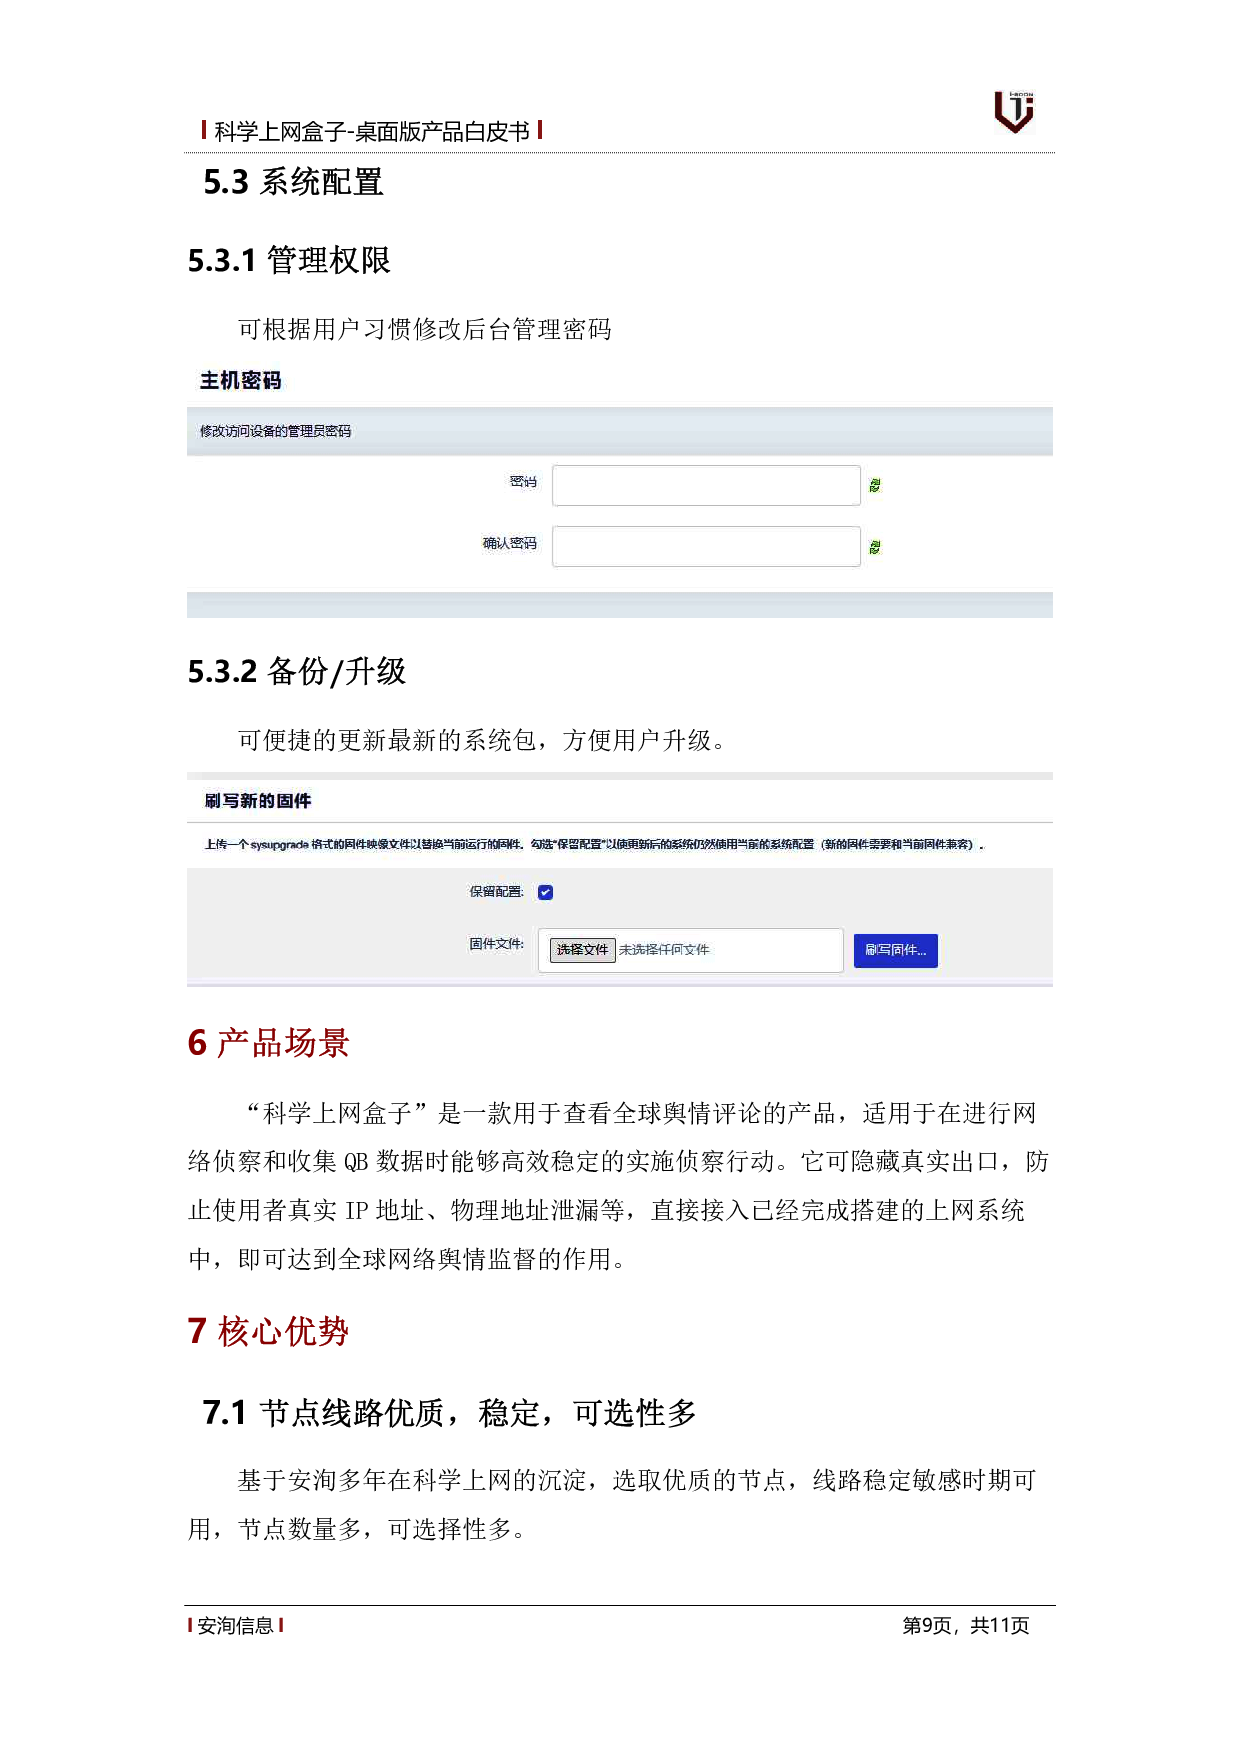 科学上网盒子-桌面版产品白皮书
i-SOON
5.3 系统配置
5.3.1 管理权限
可根据用户习惯修改后台管理密码
主机密码
修改访问设备的管理员密码
密码
确认密码
5.3.2 备份/升级
可便捷的更新最新的系统包，方便用户升级。
刷写新的固件
上传一个 sysupgrade 格式的固件映像文件以替换当前运行的固件。勾选“保留配置”以使更新后的系统仍然使用当前的系统配置（新的固件需要和当前固件兼容）。
保留配置:
固件文件: 选择文件 未选择任何文件 刷写固件...
6 产品场景
“科学上网盒子”是一款用于查看全球舆情评论的产品，适用于在进行网
络侦察和收集 QB 数据时能够高效稳定的实施侦察行动。它可隐藏真实出口，防
止使用者真实 IP 地址、物理地址泄漏等，直接接入已经完成搭建的上网系统
中，即可达到全球网络舆情监督的作用。
7 核心优势
7.1 节点线路优质，稳定，可选性多
基于安洵多年在科学上网的沉淀，选取优质的节点，线路稳定敏感时期可
用，节点数量多，可选择性多。
安洵信息 第9页，共11页